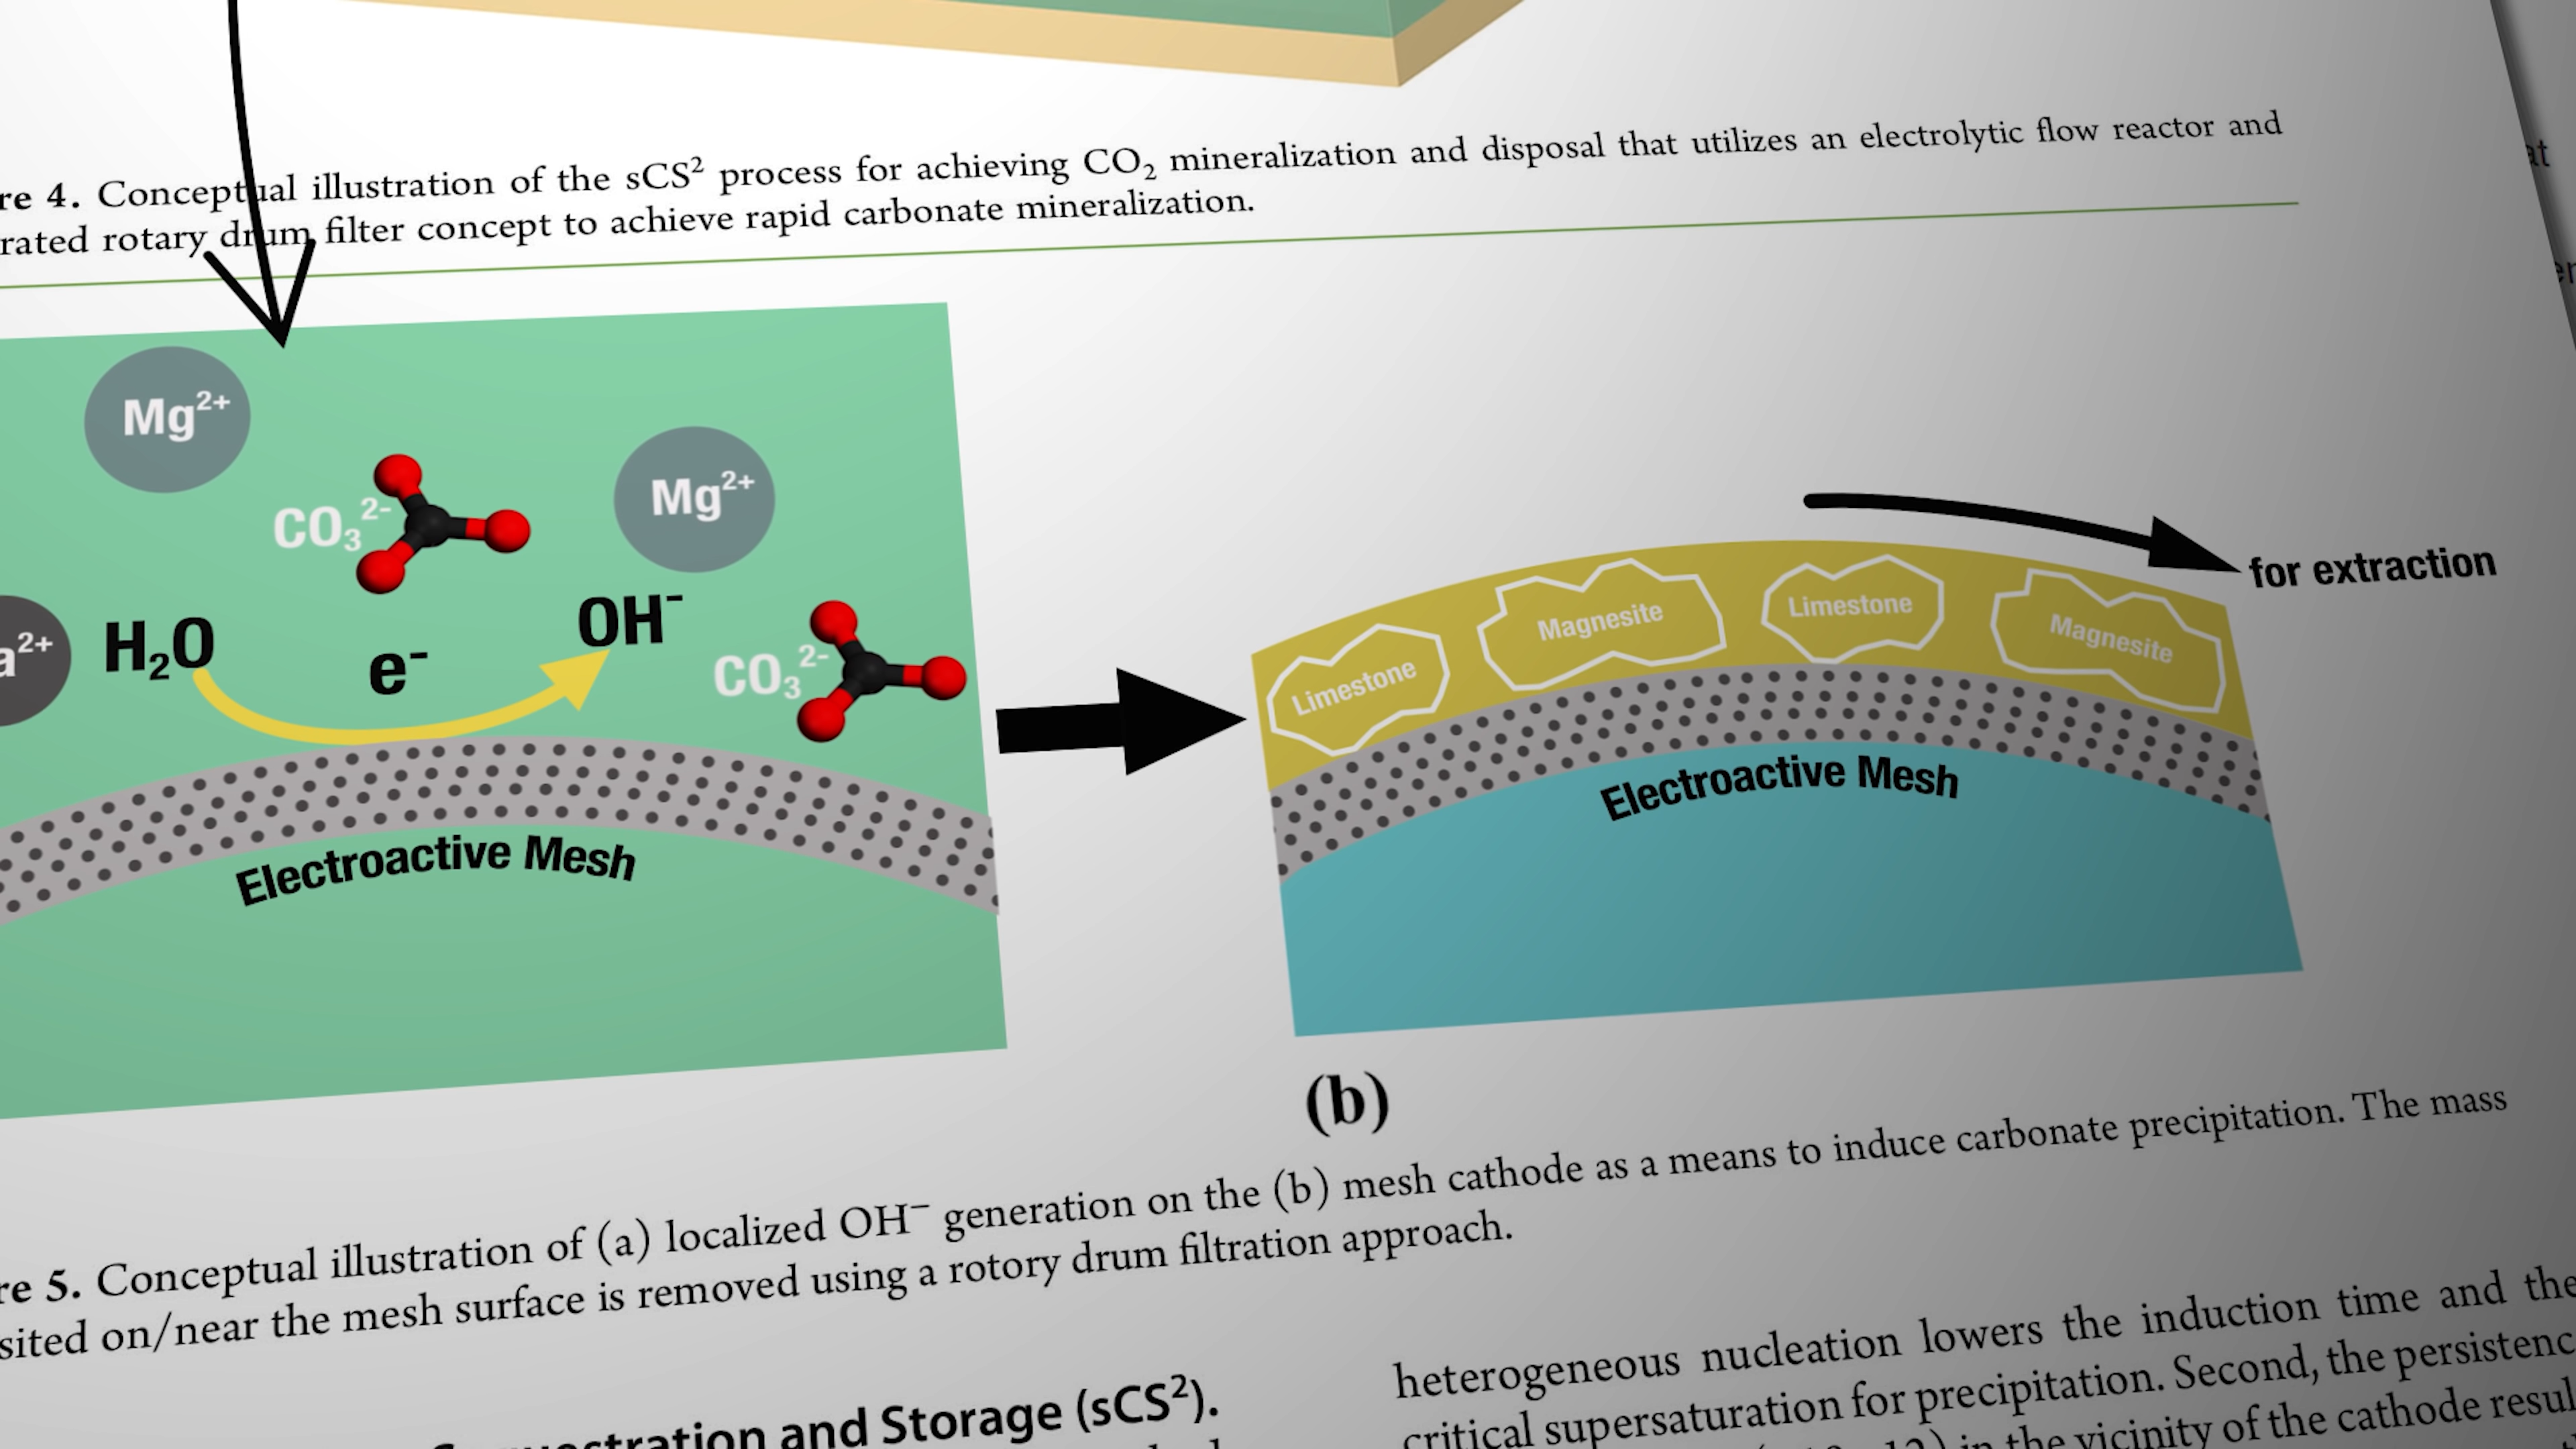 re 4. Conceptual illustration of the sCS² process for achieving CO₂ mineralization and disposal that utilizes an electrolytic flow reactor and
rated rotary drum filter concept to achieve rapid carbonate mineralization.
at
er
Mg²⁺
CO₃²⁻
Mg²⁺
a²⁺
H₂O
e⁻
OH⁻
CO₃²⁻
Electroactive Mesh
for extraction
Limestone
Magnesite
Limestone
Magnesite
Electroactive Mesh
(b)
re 5. Conceptual illustration of (a) localized OH⁻ generation on the (b) mesh cathode as a means to induce carbonate precipitation. The mass
sited on/near the mesh surface is removed using a rotory drum filtration approach.
and Storage (sCS²).
heterogeneous nucleation lowers the induction time and the
critical supersaturation for precipitation. Second, the persistenc
in the vicinity of the cathode resul